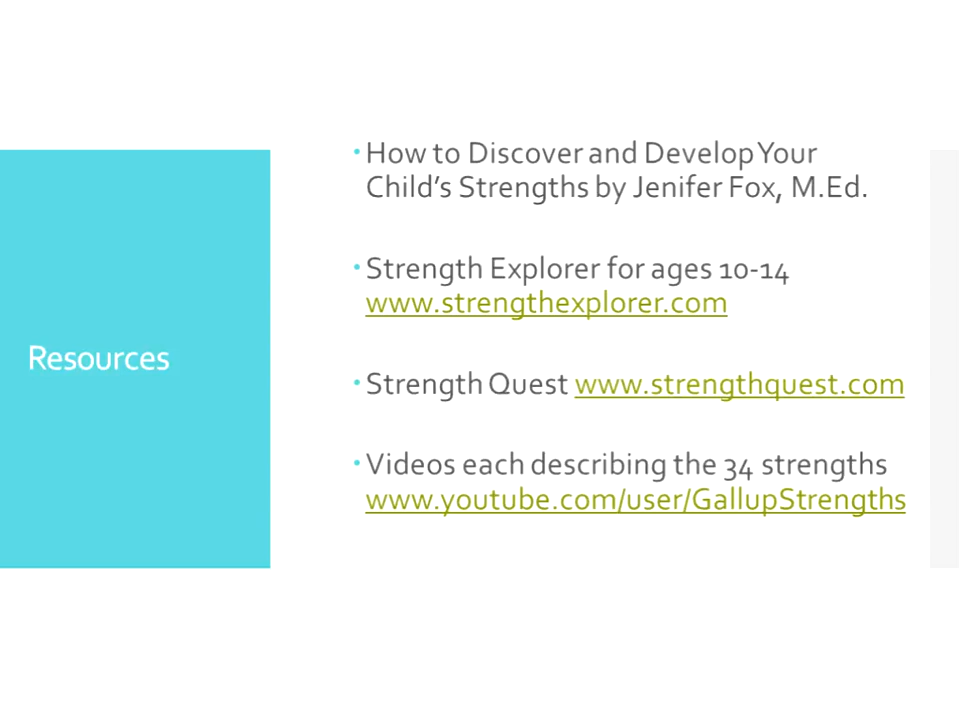 Resources
How to Discover and Develop Your
Child's Strengths by Jenifer Fox, M.Ed.
Strength Explorer for ages 10-14
www.strengthexplorer.com
Strength Quest www.strengthquest.com
Videos each describing the 34 strengths
www.youtube.com/user/GallupStrengths